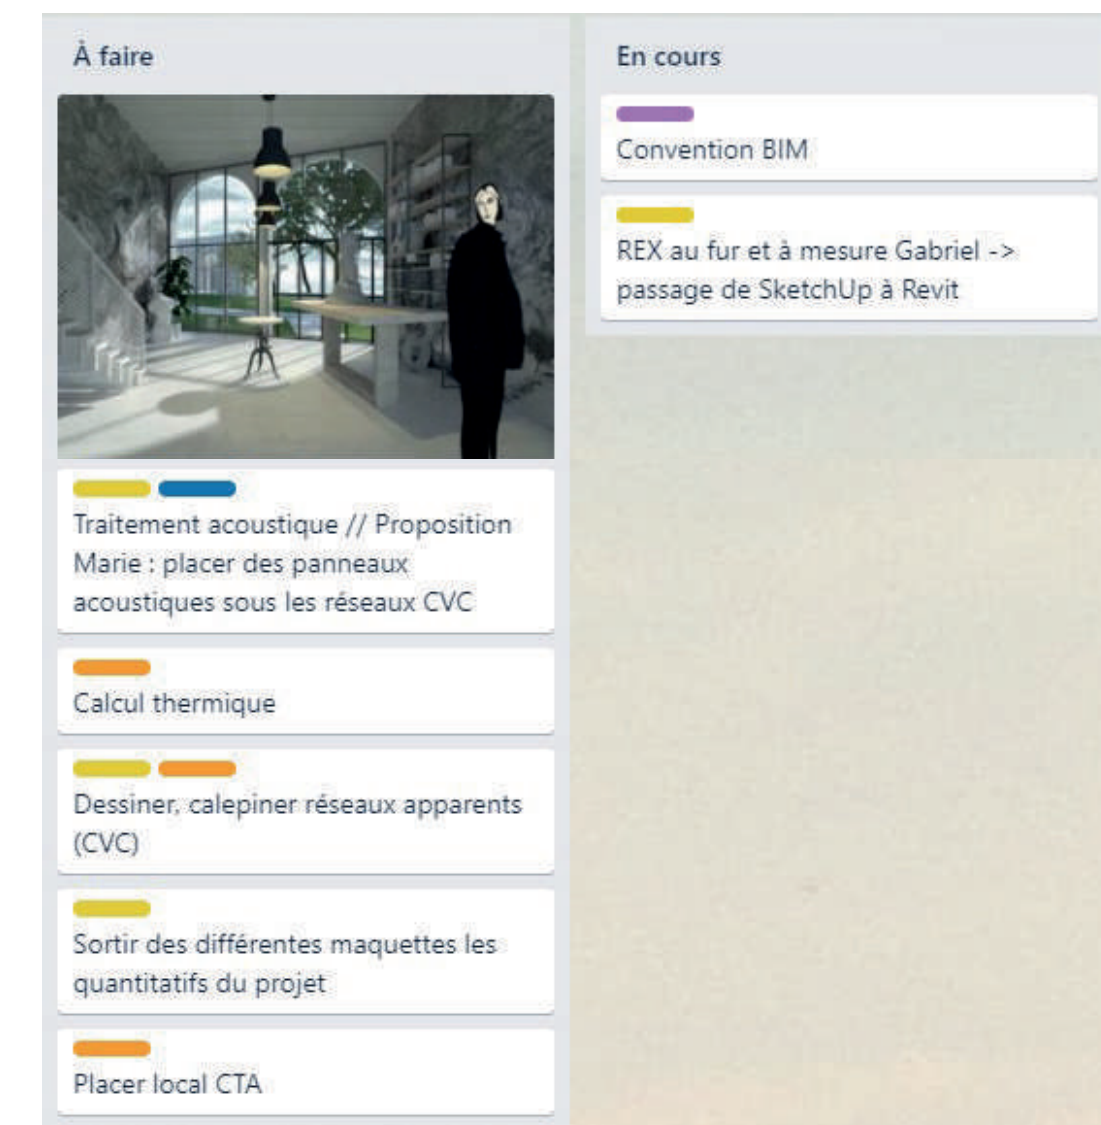 À faire
Traitement acoustique // Proposition
Marie : placer des panneaux
acoustiques sous les réseaux CVC
Calcul thermique
Dessiner, calepiner réseaux apparents
(CVC)
Sortir des différentes maquettes les
quantitatifs du projet
Placer local CTA
En cours
Convention BIM
REX au fur et à mesure Gabriel ->
passage de SketchUp à Revit